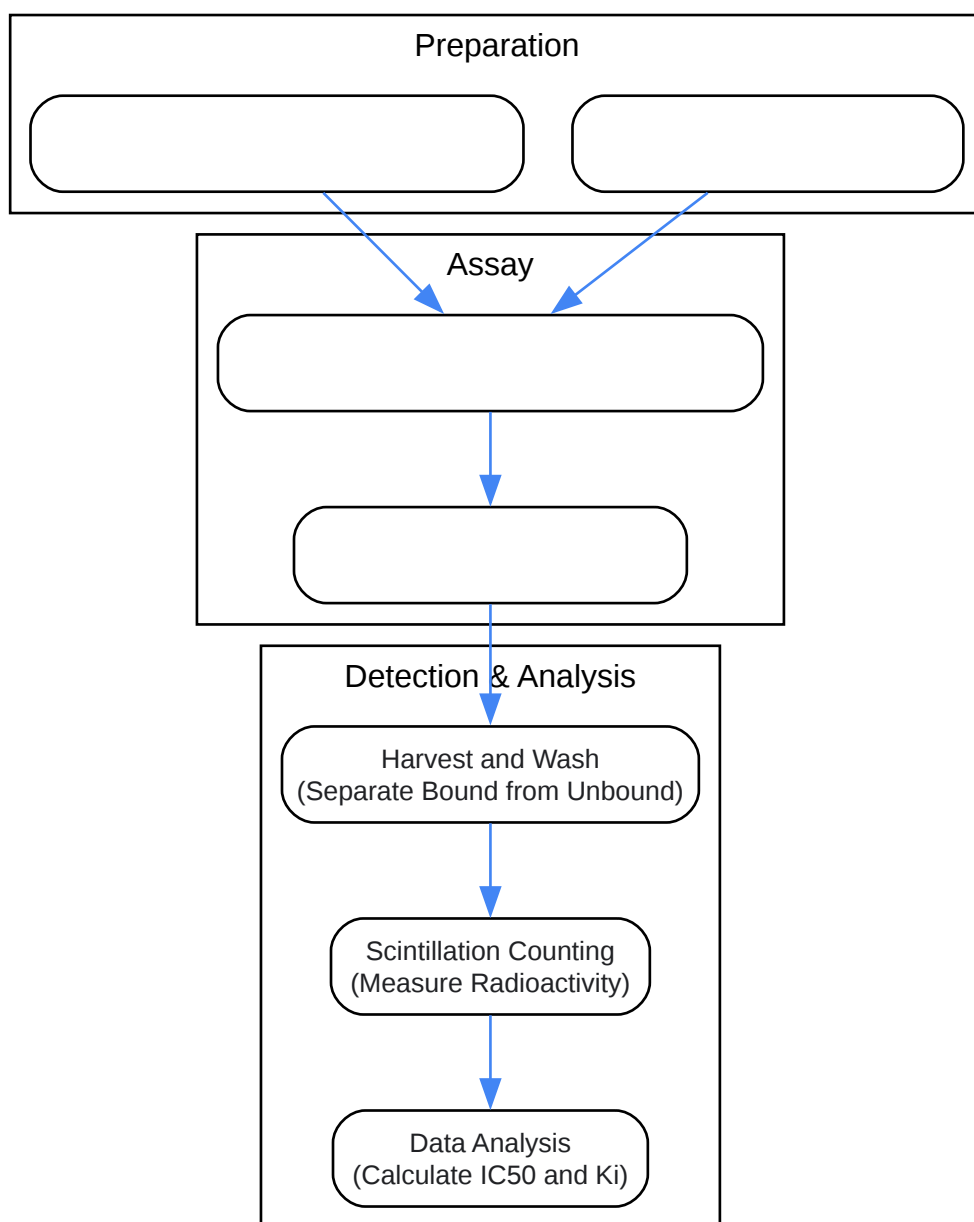 Preparation
Assay
Detection & Analysis
Harvest and Wash
(Separate Bound from Unbound)
Scintillation Counting
(Measure Radioactivity)
Data Analysis
(Calculate IC50 and Ki)